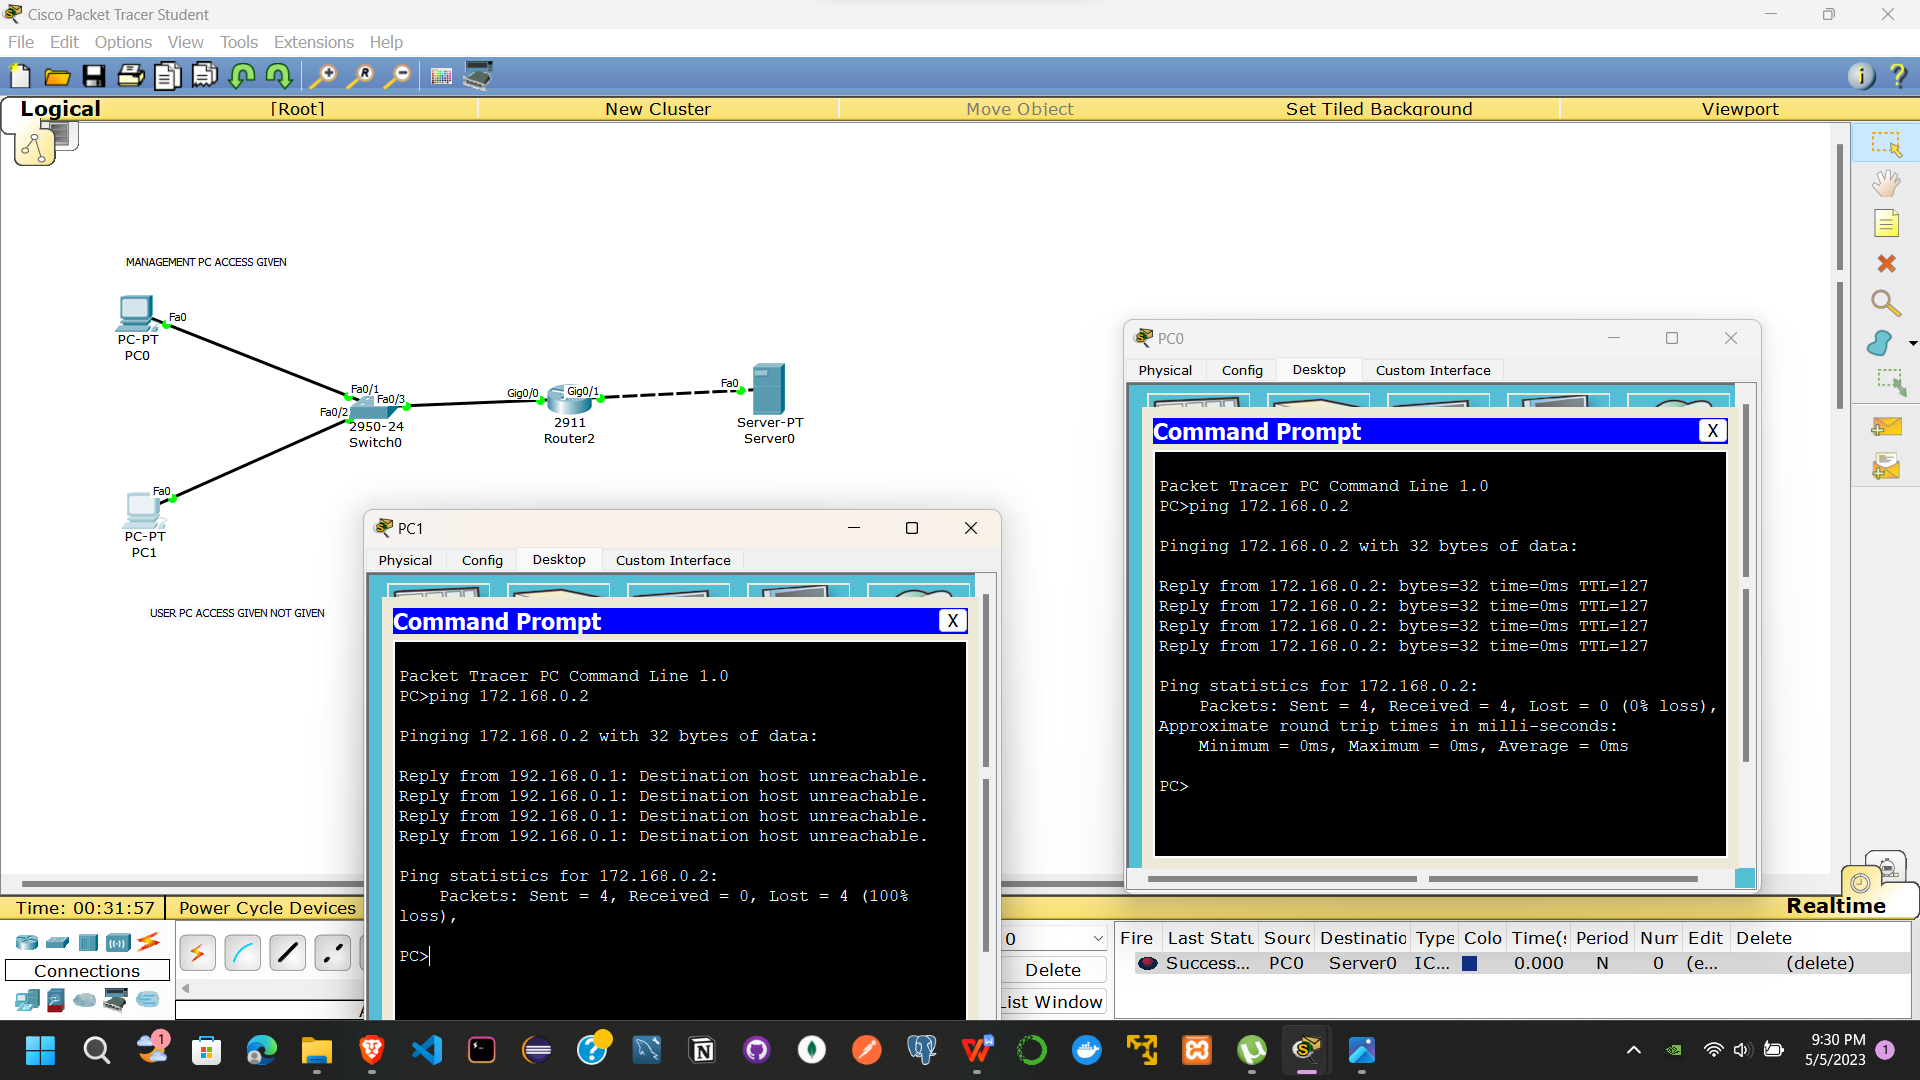 Cisco Packet Tracer Student
File Edit Options View Tools Extensions Help
Logical [Root] New Cluster Move Object Set Tiled Background Viewport
MANAGEMENT PC ACCESS GIVEN
Fa0
PC-PT
PC0
Fa0/1
Fa0/3
Fa0/2
2950-24
Switch0
Gig0/0
Gig0/1
2911
Router2
Fa0
Server-PT
Server0
Fa0
PC-PT
PC1
USER PC ACCESS GIVEN NOT GIVEN
PC1
Physical Config Desktop Custom Interface
Command Prompt X
Packet Tracer PC Command Line 1.0
PC>ping 172.168.0.2
Pinging 172.168.0.2 with 32 bytes of data:
Reply from 192.168.0.1: Destination host unreachable.
Reply from 192.168.0.1: Destination host unreachable.
Reply from 192.168.0.1: Destination host unreachable.
Reply from 192.168.0.1: Destination host unreachable.
Ping statistics for 172.168.0.2:
Packets: Sent = 4, Received = 0, Lost = 4 (100%
loss),
PC>
PC0
Physical Config Desktop Custom Interface
Command Prompt X
Packet Tracer PC Command Line 1.0
PC>ping 172.168.0.2
Pinging 172.168.0.2 with 32 bytes of data:
Reply from 172.168.0.2: bytes=32 time=0ms TTL=127
Reply from 172.168.0.2: bytes=32 time=0ms TTL=127
Reply from 172.168.0.2: bytes=32 time=0ms TTL=127
Reply from 172.168.0.2: bytes=32 time=0ms TTL=127
Ping statistics for 172.168.0.2:
Packets: Sent = 4, Received = 4, Lost = 0 (0% loss),
Approximate round trip times in milli-seconds:
Minimum = 0ms, Maximum = 0ms, Average = 0ms
PC>
Time: 00:31:57 Power Cycle Devices
Realtime
Connections
0
Delete
List Window
Fire Last Statu Sourc Destinatio Type Colo Time(s Period Num Edit Delete
Success... PC0 Server0 IC... 0.000 N 0 (e... (delete)
9:30 PM
5/5/2023
1
1